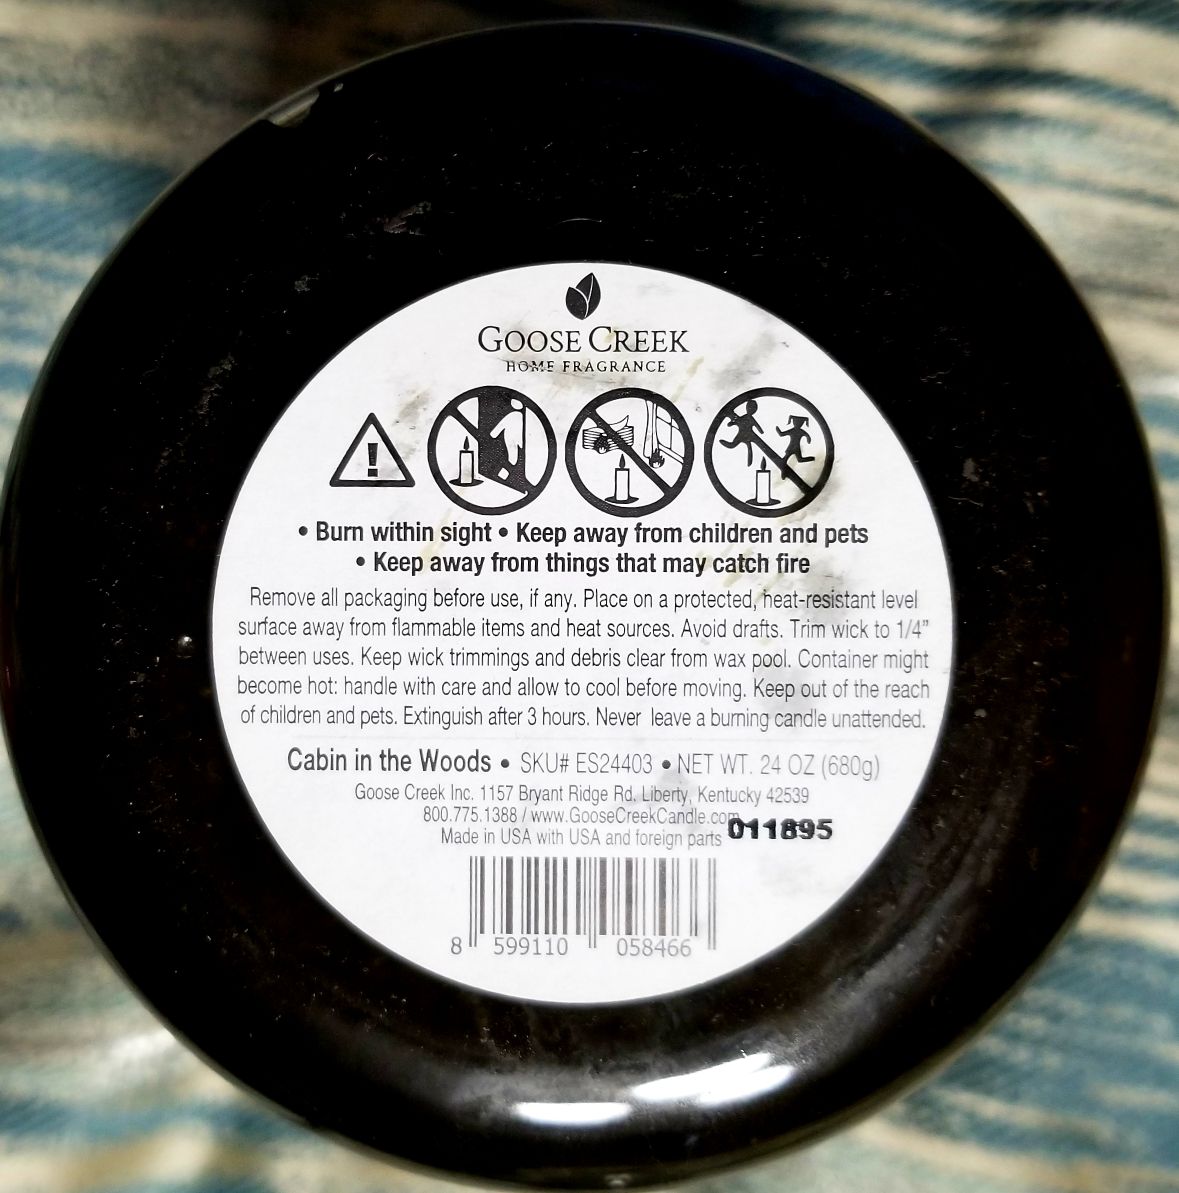 GOOSE CREEK
HOME FRAGRANCE
!
• Burn within sight • Keep away from children and pets
• Keep away from things that may catch fire
Remove all packaging before use, if any. Place on a protected, heat-resistant level
surface away from flammable items and heat sources. Avoid drafts. Trim wick to 1/4”
between uses. Keep wick trimmings and debris clear from wax pool. Container might
become hot: handle with care and allow to cool before moving. Keep out of the reach
of children and pets. Extinguish after 3 hours. Never leave a burning candle unattended.
Cabin in the Woods • SKU# ES24403 • NET WT. 24 OZ (680g)
Goose Creek Inc. 1157 Bryant Ridge Rd. Liberty, Kentucky 42539
800.775.1388 / www.GooseCreekCandle.com
Made in USA with USA and foreign parts 011895
8 599110 058466